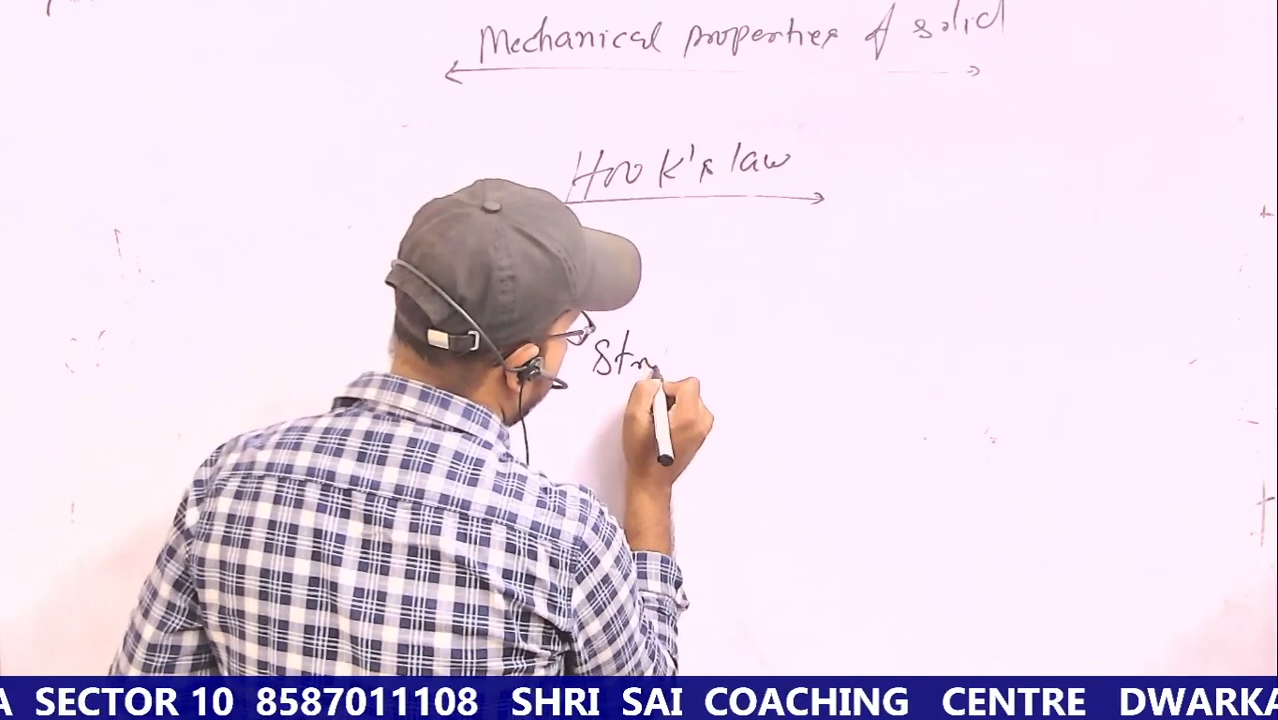 Mechanical properties of solid
Hook's law
Str
A SECTOR 10 8587011108 SHRI SAI COACHING CENTRE DWARKA